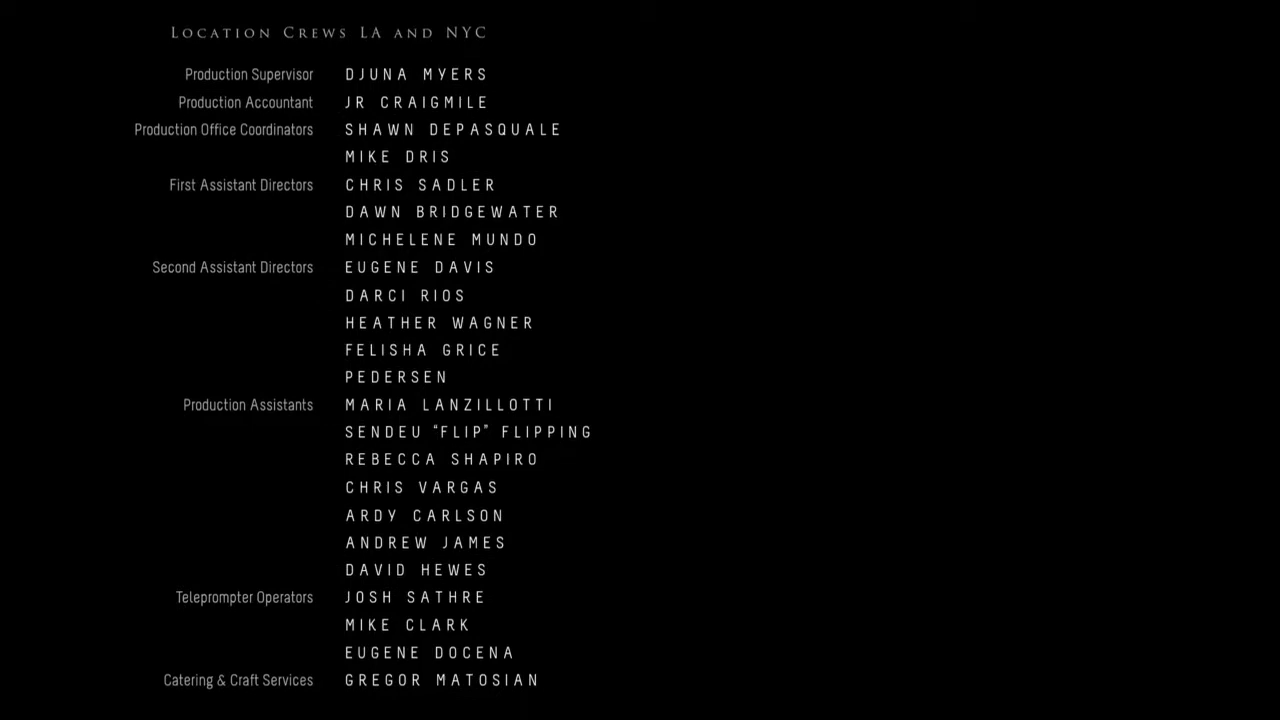 Location Crews LA and NYC
Production Supervisor DJUNA MYERS
Production Accountant JR CRAIGMILE
Production Office Coordinators SHAWN DEPASQUALE
MIKE DRIS
First Assistant Directors CHRIS SADLER
DAWN BRIDGEWATER
MICHELENE MUNDO
Second Assistant Directors EUGENE DAVIS
DARCI RIOS
HEATHER WAGNER
FELISHA GRICE
PEDERSEN
Production Assistants MARIA LANZILLOTTI
SENDEU “FLIP” FLIPPING
REBECCA SHAPIRO
CHRIS VARGAS
ARDY CARLSON
ANDREW JAMES
DAVID HEWES
Teleprompter Operators JOSH SATHRE
MIKE CLARK
EUGENE DOCENA
Catering & Craft Services GREGOR MATOSIAN